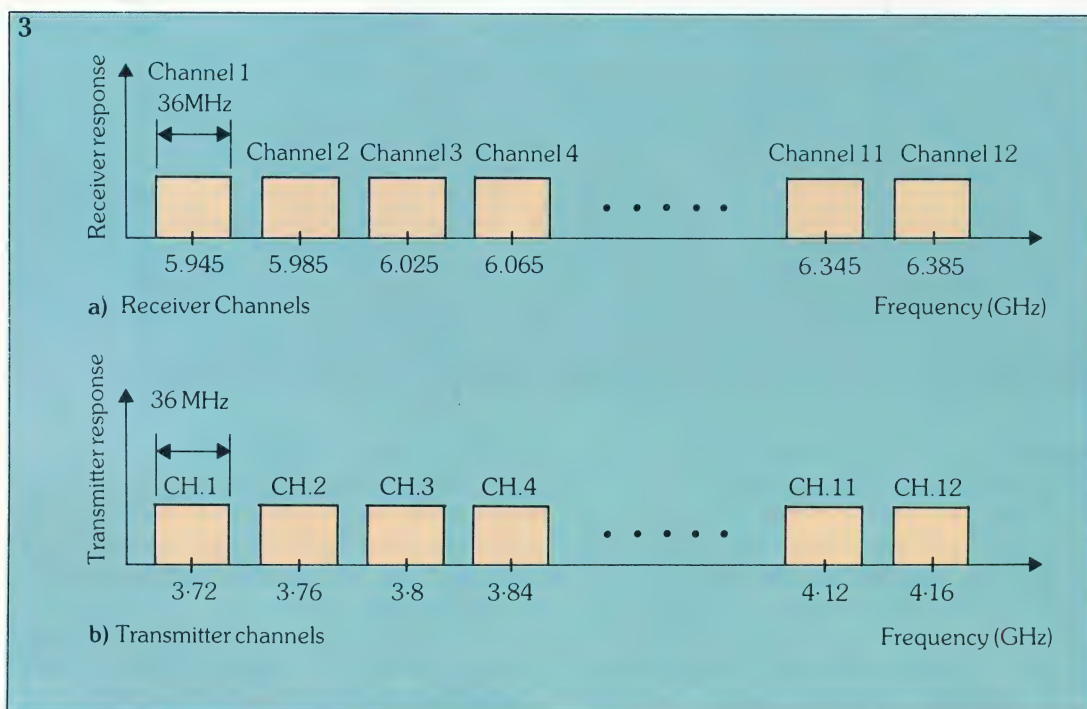 3
Receiver response
Channel 1
36MHz
Channel 2 Channel 3 Channel 4 Channel 11 Channel 12
5.945 5.985 6.025 6.065 6.345 6.385
a) Receiver Channels Frequency (GHz)
Transmitter response
36 MHz
CH.1 CH.2 CH.3 CH.4 CH.11 CH.12
3·72 3·76 3·8 3·84 4·12 4·16
b) Transmitter channels Frequency (GHz)